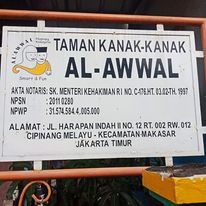 TAMAN KANAK-KANAK
AL-AWWAL
Smart & Fun
AKTA NOTARIS: SK. MENTERI KEHAKIMAN R I NO. C-176.HT. 03.02-TH. 1997
NPSN : 2011 0280
NPWP : 31.574.584.4.005.000
ALAMAT : JL. HARAPAN INDAH II NO. 12 RT. 002 RW. 012
CIPINANG MELAYU - KECAMATAN-MAKASAR
JAKARTA TIMUR